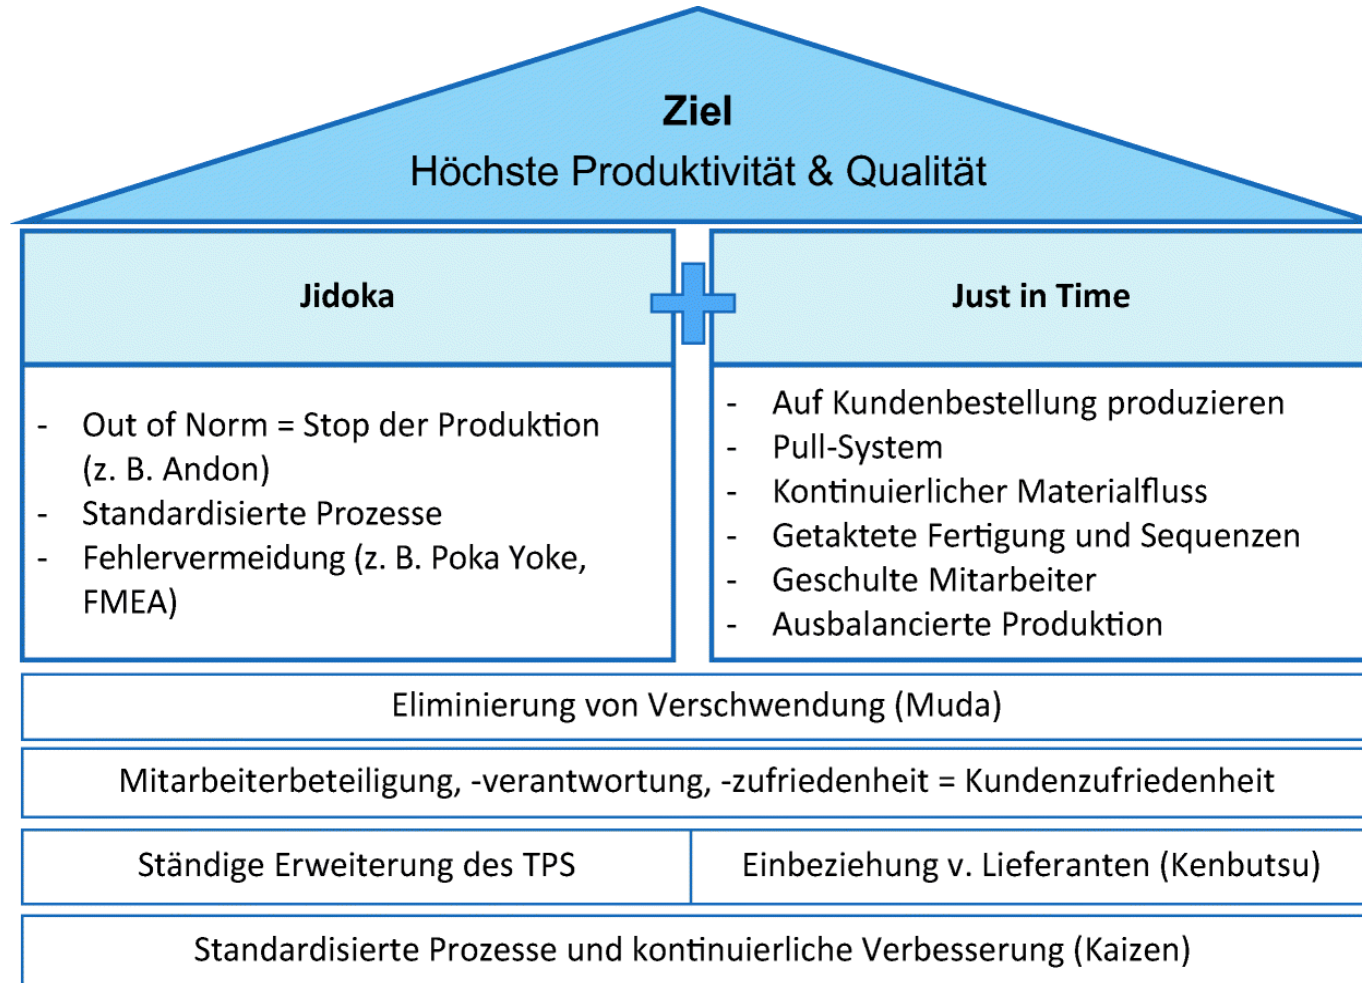 Ziel
Höchste Produktivität & Qualität
Jidoka
- Out of Norm = Stop der Produktion
(z. B. Andon)
- Standardisierte Prozesse
- Fehlervermeidung (z. B. Poka Yoke,
FMEA)
Just in Time
- Auf Kundenbestellung produzieren
- Pull-System
- Kontinuierlicher Materialfluss
- Getaktete Fertigung und Sequenzen
- Geschulte Mitarbeiter
- Ausbalancierte Produktion
Eliminierung von Verschwendung (Muda)
Mitarbeiterbeteiligung, -verantwortung, -zufriedenheit = Kundenzufriedenheit
Ständige Erweiterung des TPS
Einbeziehung v. Lieferanten (Kenbutsu)
Standardisierte Prozesse und kontinuierliche Verbesserung (Kaizen)